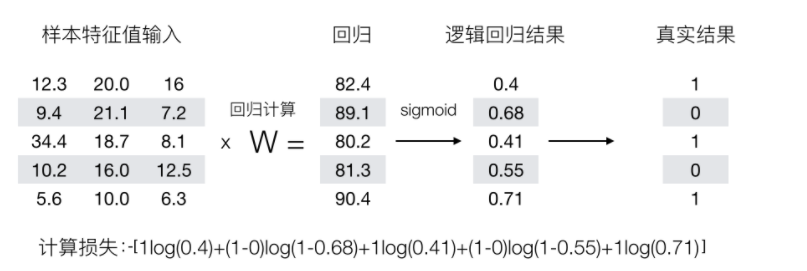 样本特征值输入 回归 逻辑回归结果 真实结果
12.3 20.0 16 82.4 0.4 1
9.4 21.1 7.2 回归计算 89.1 sigmoid 0.68 0
34.4 18.7 8.1 x W = 80.2 0.41 1
10.2 16.0 12.5 81.3 0.55 0
5.6 10.0 6.3 90.4 0.71 1
计算损失:-[1log(0.4)+(1-0)log(1-0.68)+1log(0.41)+(1-0)log(1-0.55)+1log(0.71)]